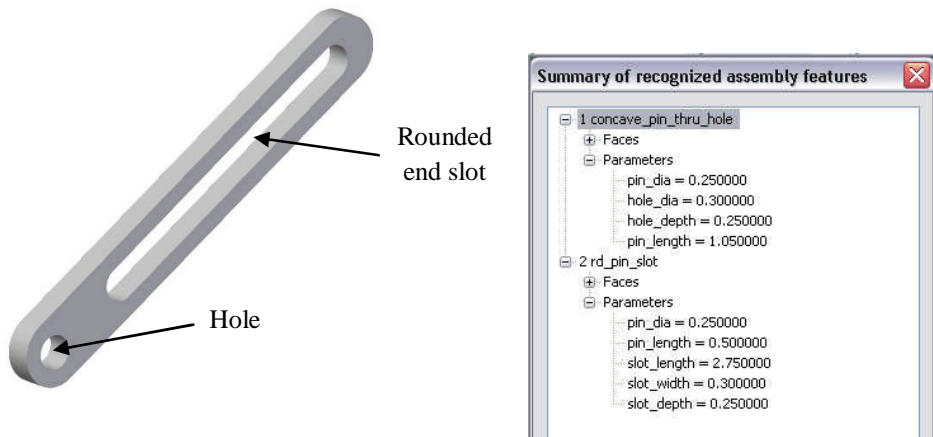 Rounded
end slot
Hole
Summary of recognized assembly features
1 concave_pin_thru_hole
Faces
Parameters
pin_dia = 0.250000
hole_dia = 0.300000
hole_depth = 0.250000
pin_length = 1.050000
2 rd_pin_slot
Faces
Parameters
pin_dia = 0.250000
pin_length = 0.500000
slot_length = 2.750000
slot_width = 0.300000
slot_depth = 0.250000